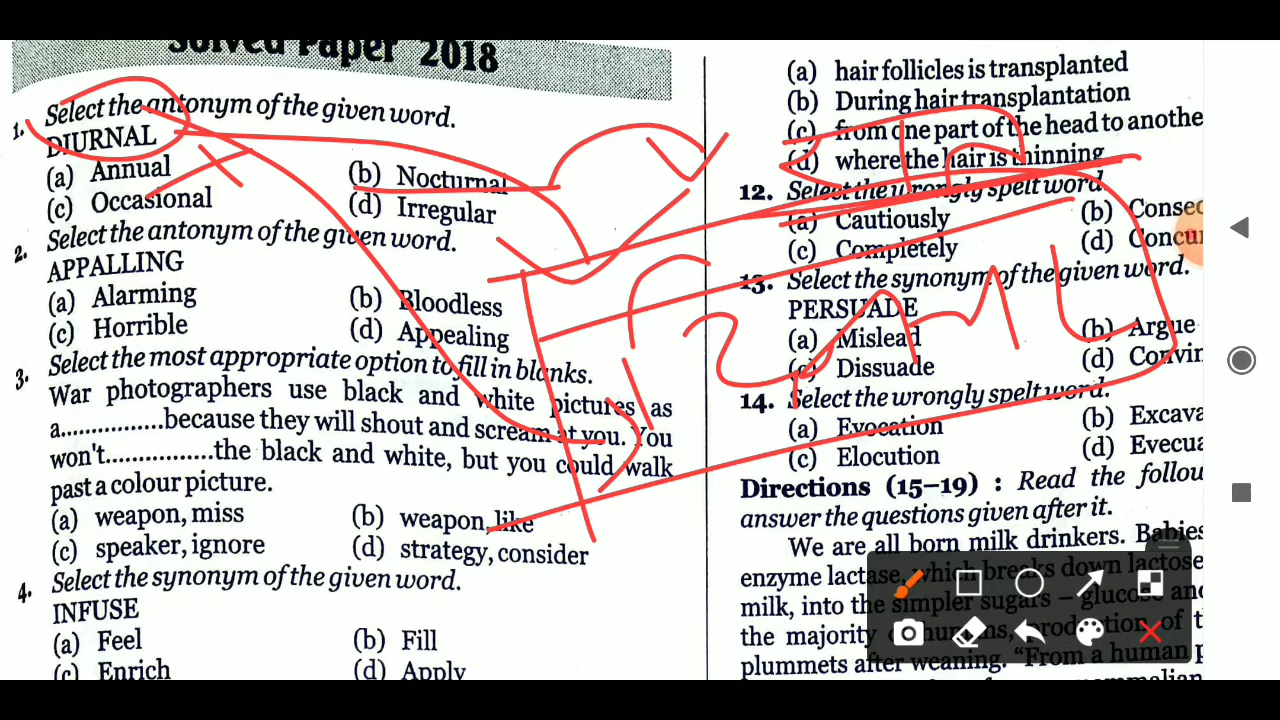 Solved Paper 2018
1. Select the antonym of the given word.
DIURNAL
(a) Annual (b) Nocturnal
(c) Occasional (d) Irregular
2. Select the antonym of the given word.
APPALLING
(a) Alarming (b) Bloodless
(c) Horrible (d) Appealing
3. Select the most appropriate option to fill in blanks.
War photographers use black and white pictures as
a...............because they will shout and scream at you. You
won't................the black and white, but you could walk
past a colour picture.
(a) weapon, miss (b) weapon, like
(c) speaker, ignore (d) strategy, consider
4. Select the synonym of the given word.
INFUSE
(a) Feel (b) Fill
(c) Enrich (d) Apply
(a) hair follicles is transplanted
(b) During hair transplantation
(c) from one part of the head to anothe
(d) where the hair is thinning
12. Select the wrongly spelt word.
(a) Cautiously (b) Consec
(c) Completely (d) Concur
13. Select the synonym of the given word.
PERSUADE
(a) Mislead (b) Argue
(c) Dissuade (d) Convin
14. Select the wrongly spelt word.
(a) Evocation (b) Excava
(c) Elocution (d) Evecua
Directions (15–19) : Read the follow
answer the questions given after it.
We are all born milk drinkers. Babies
enzyme lactase, which breaks down lactose
milk, into the simpler sugars – glucose and
the majority of humans, production of t
plummets after weaning. "From a human p